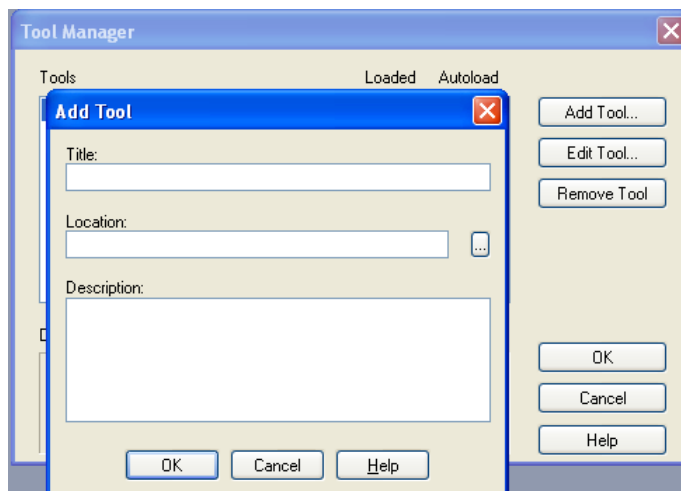 Tool Manager
Tools Loaded Autoload
Add Tool
Title:
Location:
...
Description:
OK Cancel Help
Add Tool...
Edit Tool...
Remove Tool
OK
Cancel
Help